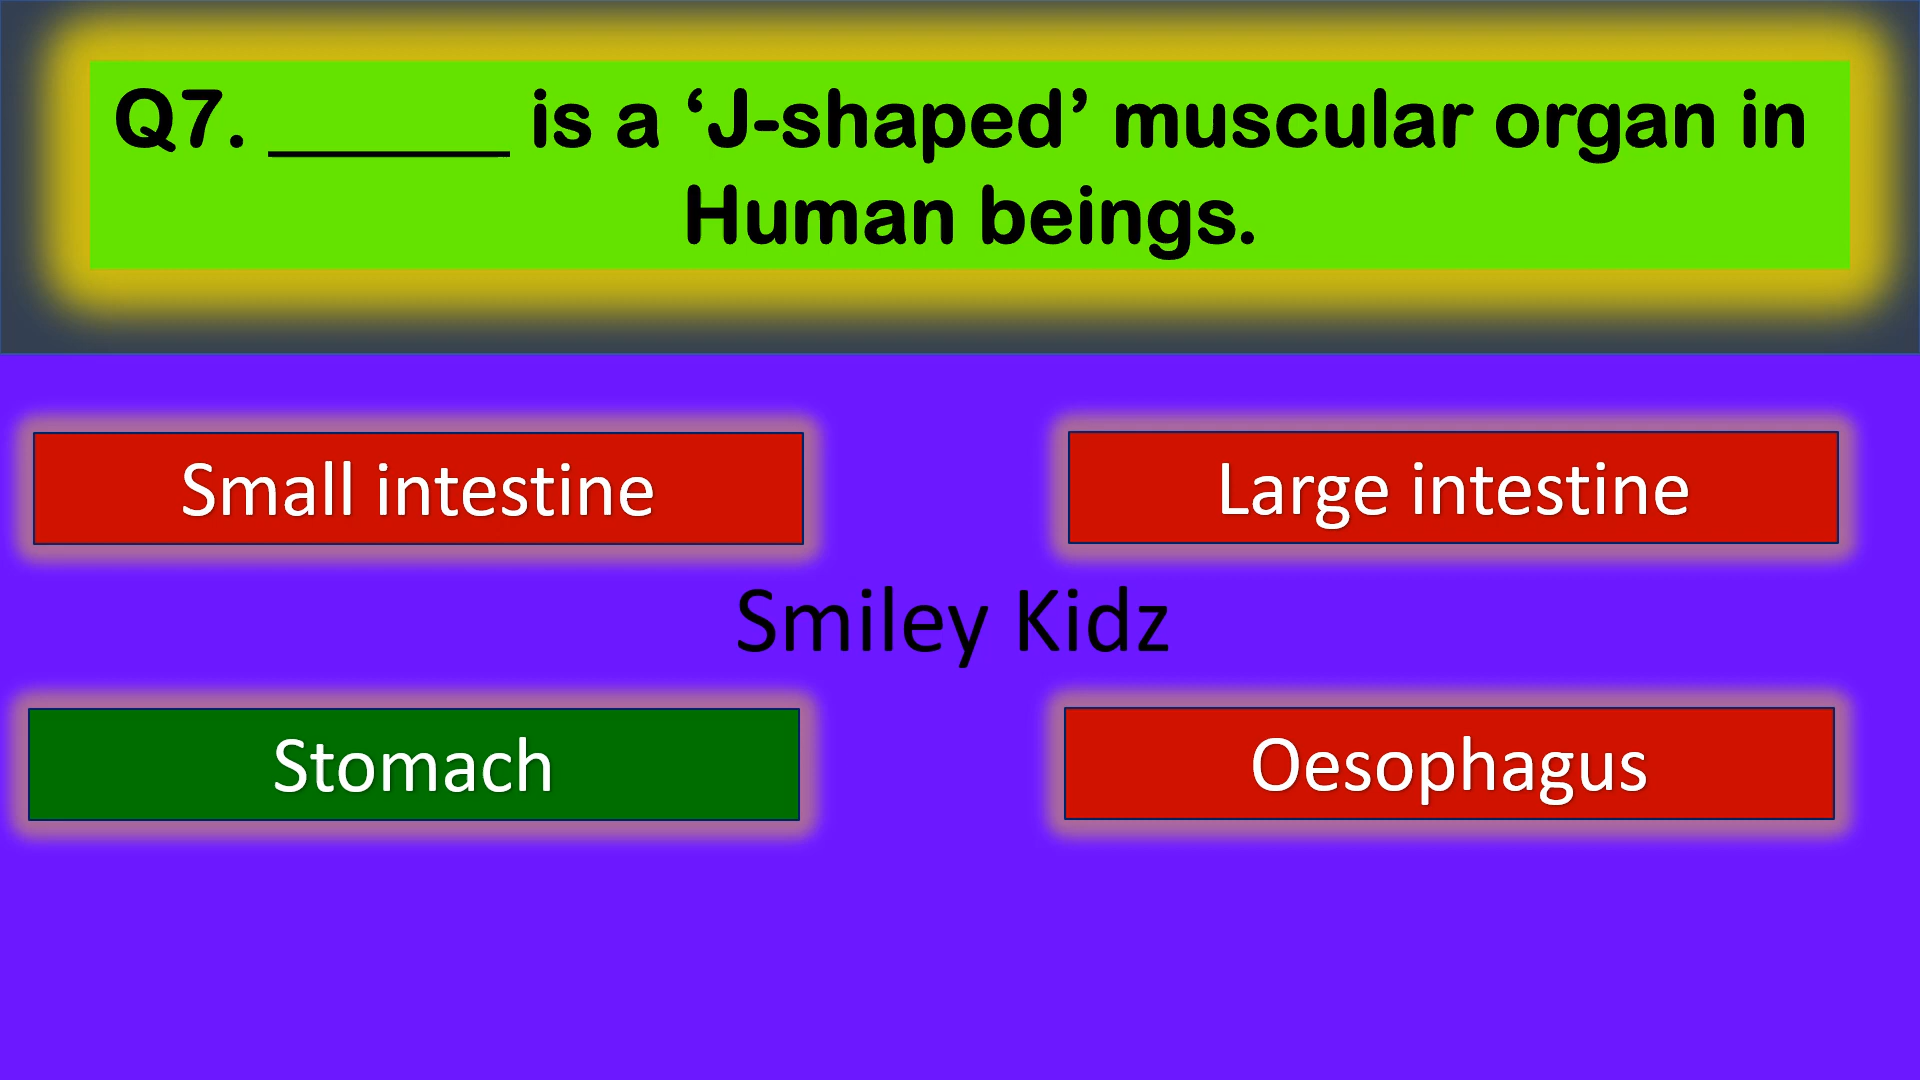 Q7. ______ is a ‘J-shaped’ muscular organ in
Human beings.
Small intestine
Large intestine
Smiley Kidz
Stomach
Oesophagus